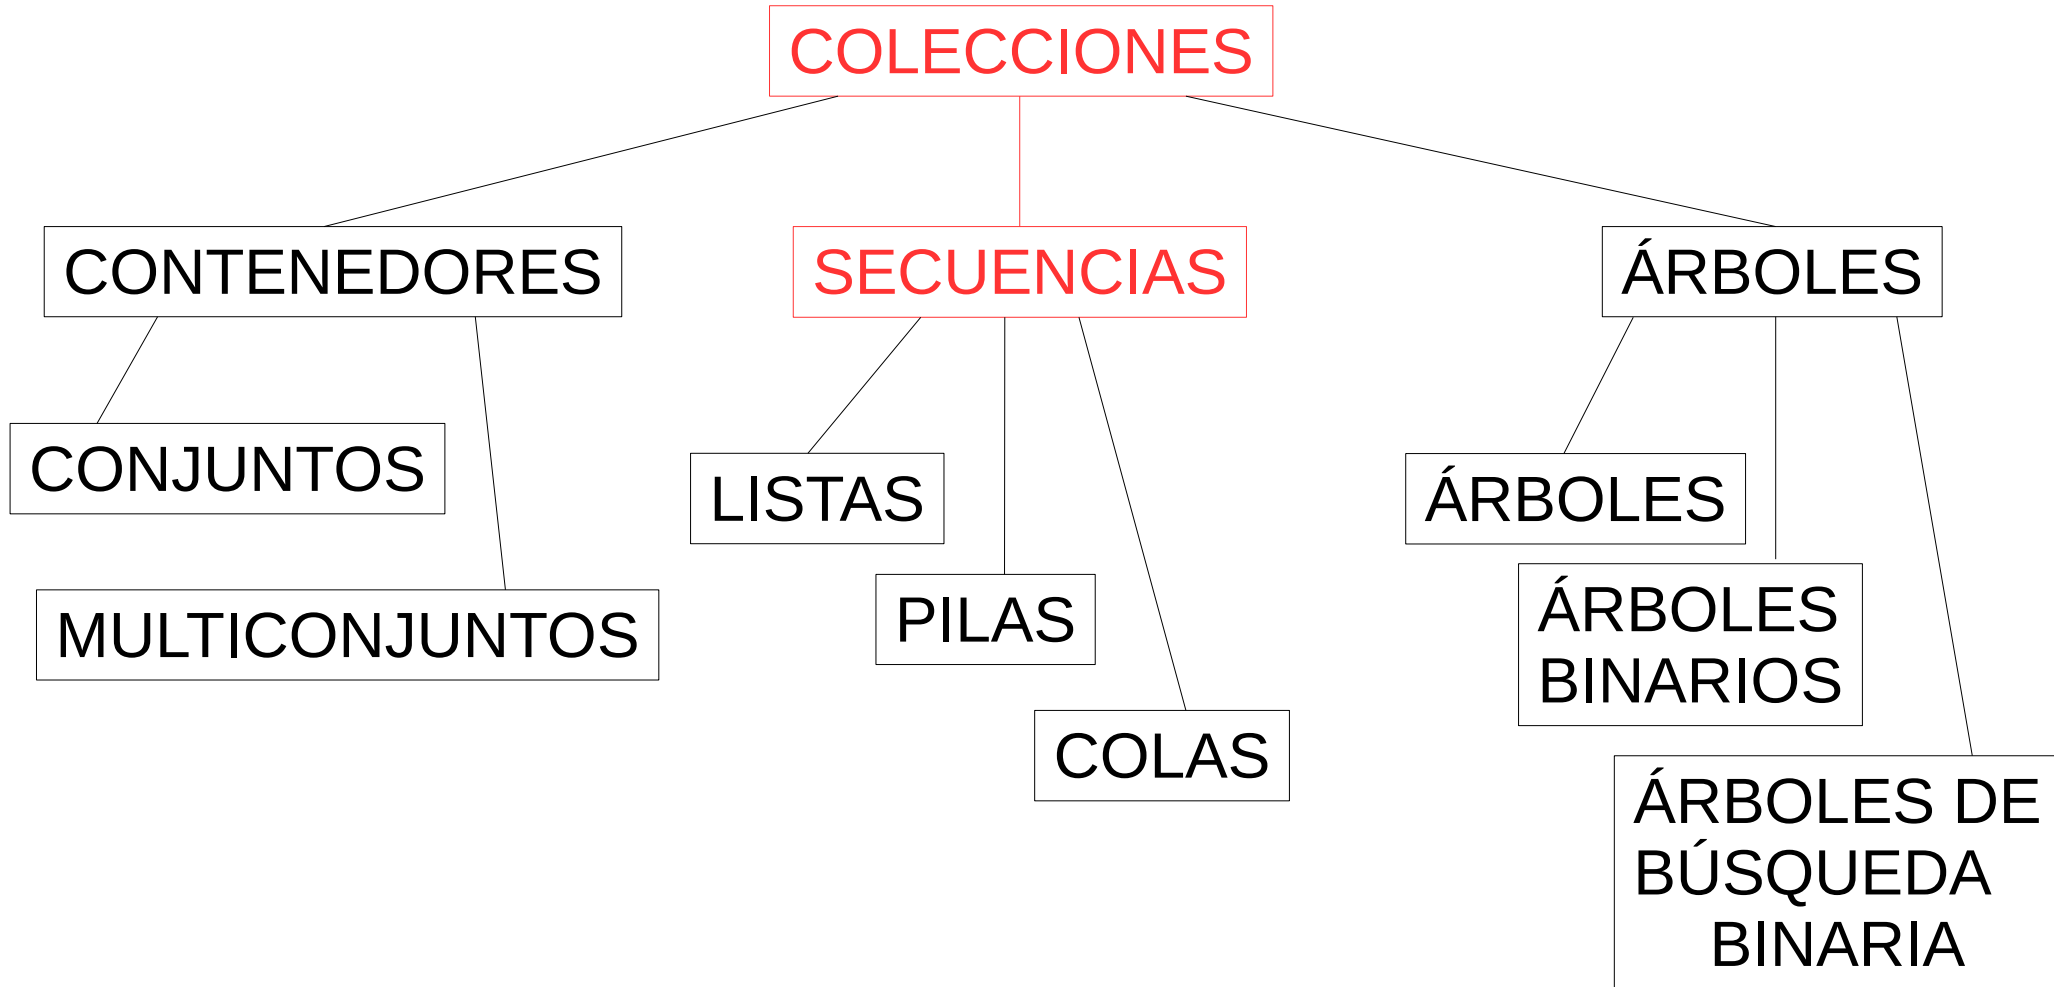 COLECCIONES
CONTENEDORES
SECUENCIAS
ÁRBOLES
CONJUNTOS
MULTICONJUNTOS
LISTAS
PILAS
COLAS
ÁRBOLES
ÁRBOLES
BINARIOS
ÁRBOLES DE
BÚSQUEDA
BINARIA